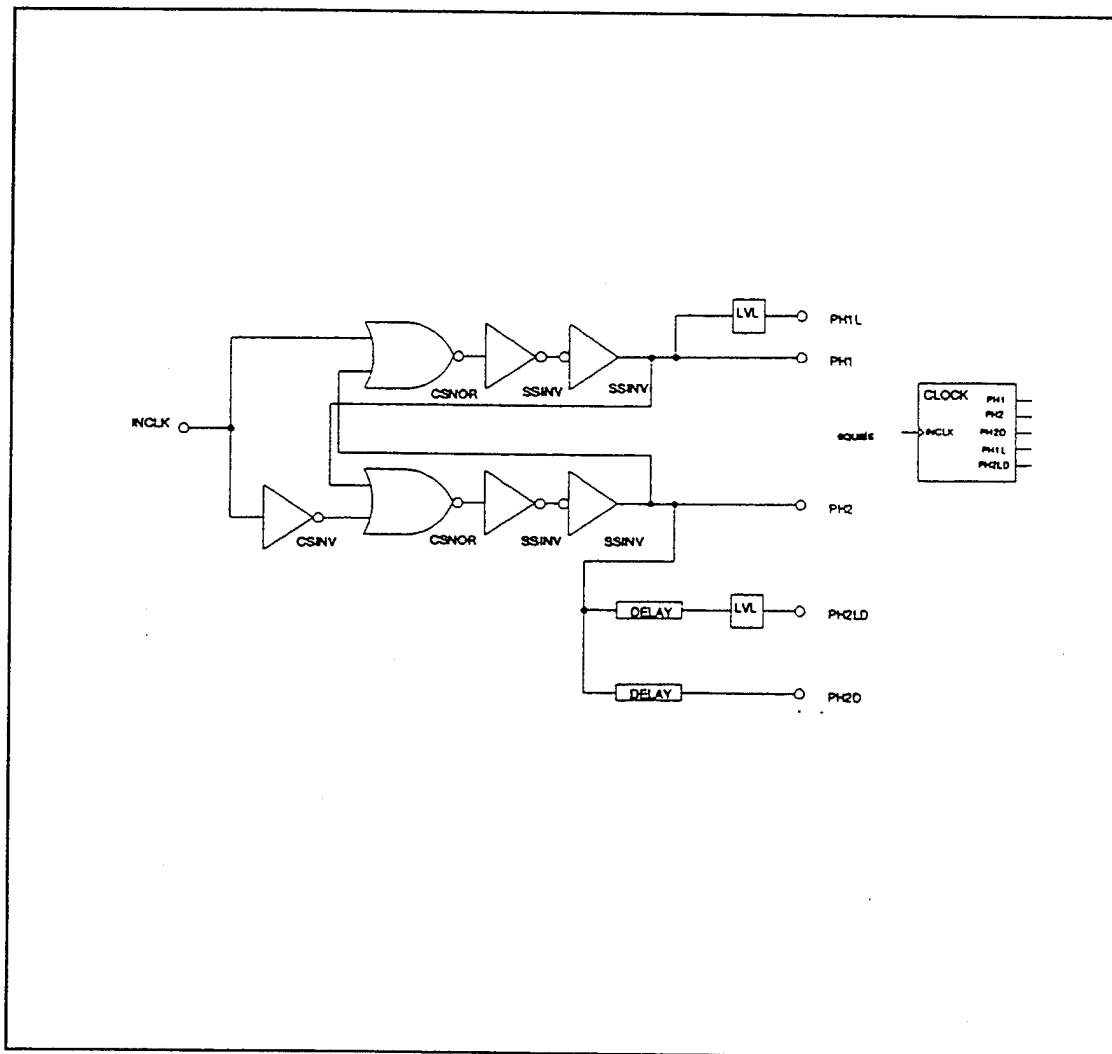 LVL
PH1L
PH1
CSNOR SSINV SSINV
INCLK
CLOCK
PH1
PH2
equals
INCLK
PH2D
PH1L
PH2LD
PH2
CSINV CSNOR SSINV SSINV
DELAY
LVL
PH2LD
DELAY
PH2D